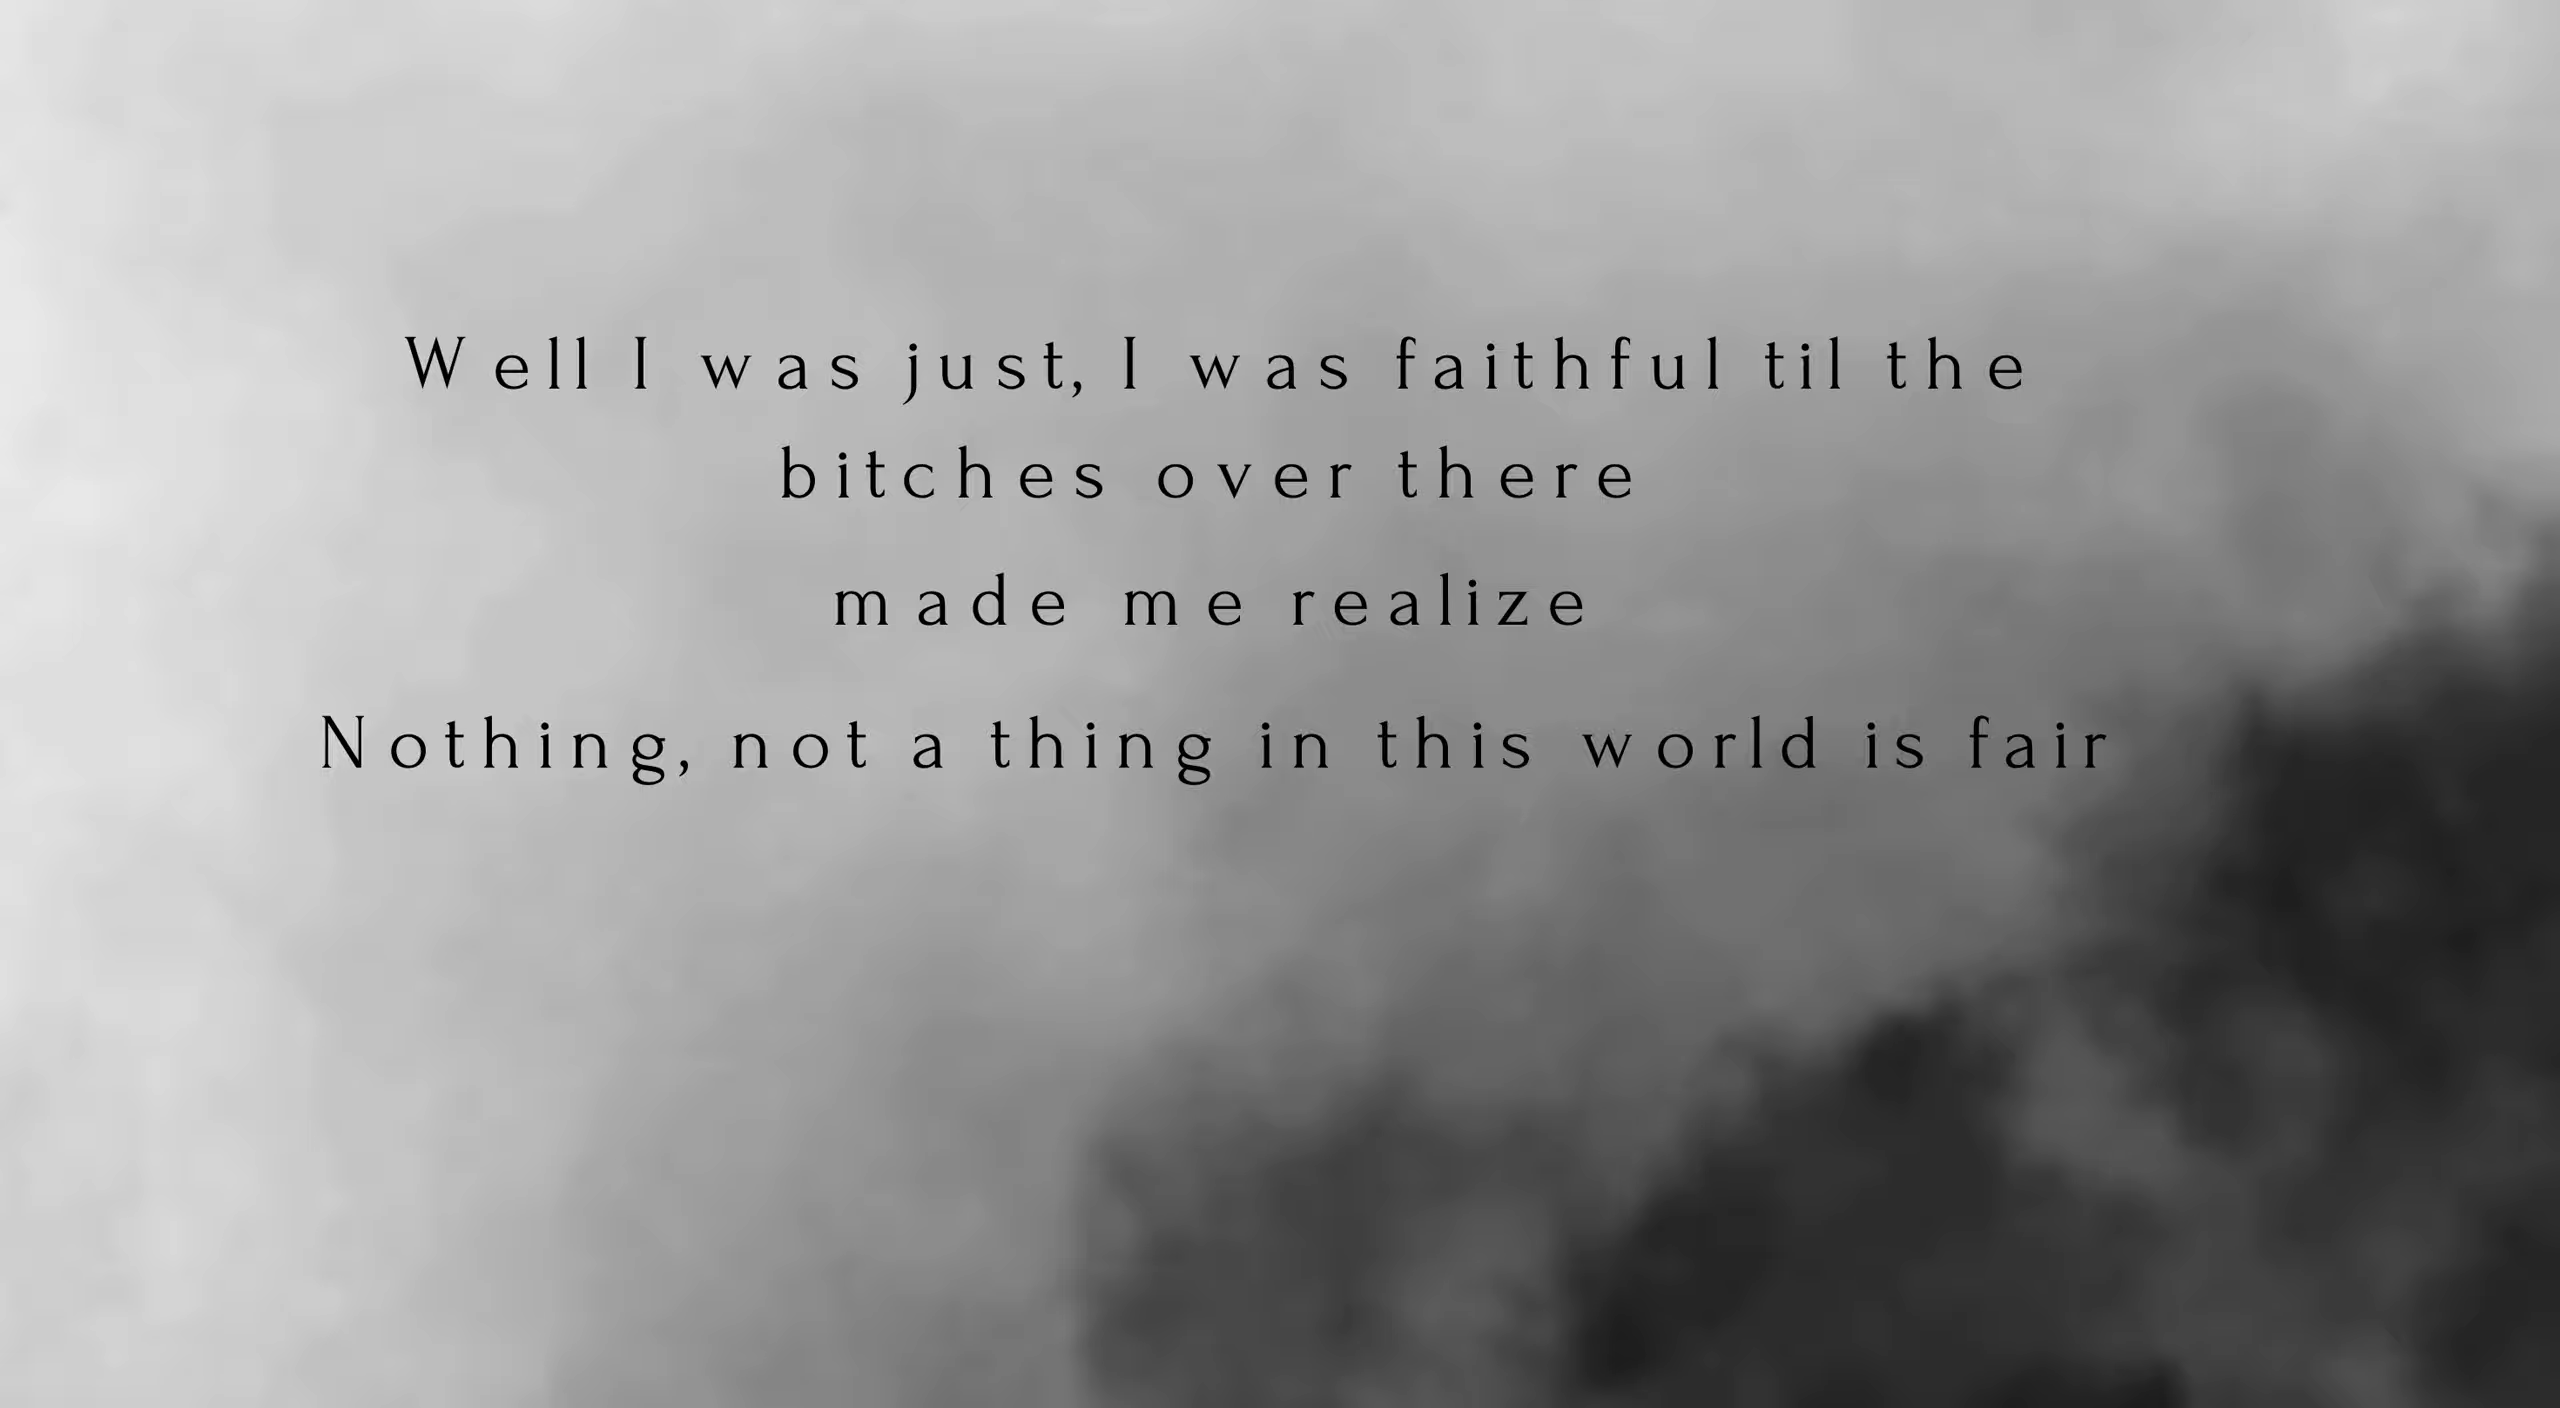 Well I was just, I was faithful til the
bitches over there
made me realize
Nothing, not a thing in this world is fair